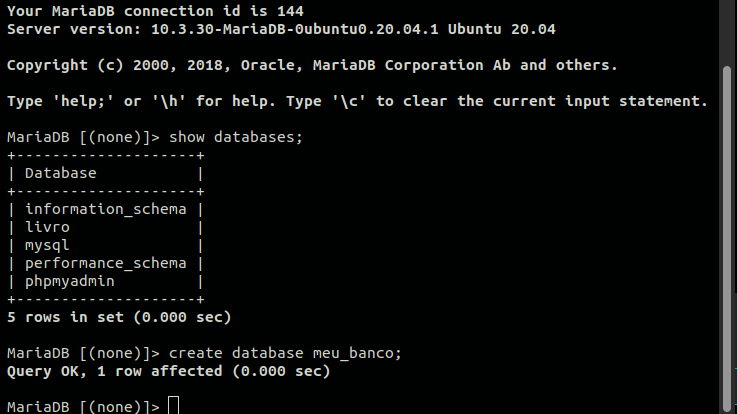 Your MariaDB connection id is 144
Server version: 10.3.30-MariaDB-0ubuntu0.20.04.1 Ubuntu 20.04

Copyright (c) 2000, 2018, Oracle, MariaDB Corporation Ab and others.

Type 'help;' or '\h' for help. Type '\c' to clear the current input statement.

MariaDB [(none)]> show databases;
+--------------------+
| Database           |
+--------------------+
| information_schema |
| livro              |
| mysql              |
| performance_schema |
| phpmyadmin         |
+--------------------+
5 rows in set (0.000 sec)

MariaDB [(none)]> create database meu_banco;
Query OK, 1 row affected (0.000 sec)

MariaDB [(none)]>